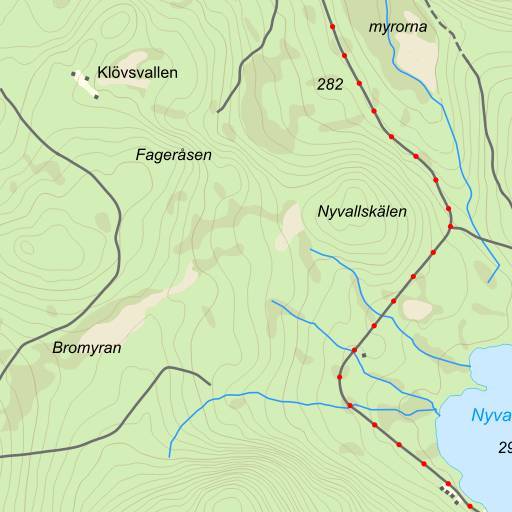 myrorna
Klövsvallen
282
Fageråsen
Nyvallskälen
Bromyran
Nyva
29